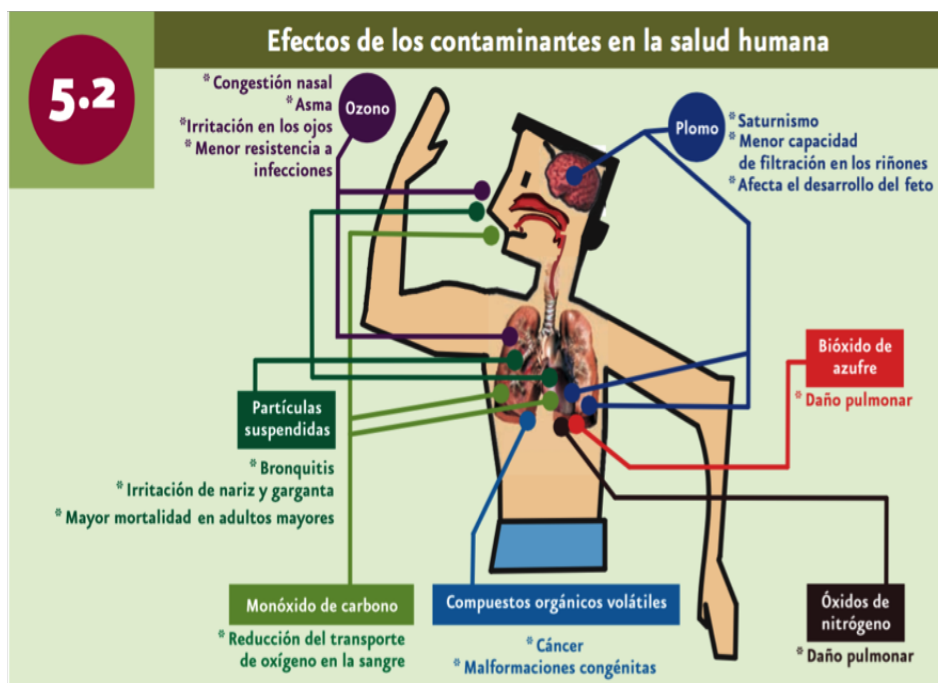 5.2
Efectos de los contaminantes en la salud humana
* Congestión nasal
* Asma
*Irritación en los ojos
* Menor resistencia a
infecciones
Ozono
Plomo
* Saturnismo
* Menor capacidad
de filtración en los riñones
* Afecta el desarrollo del feto
Bióxido de
azufre
* Daño pulmonar
Partículas
suspendidas
* Bronquitis
* Irritación de nariz y garganta
* Mayor mortalidad en adultos mayores
Monóxido de carbono
* Reducción del transporte
de oxígeno en la sangre
Compuestos orgánicos volátiles
* Cáncer
* Malformaciones congénitas
Óxidos de
nitrógeno
* Daño pulmonar